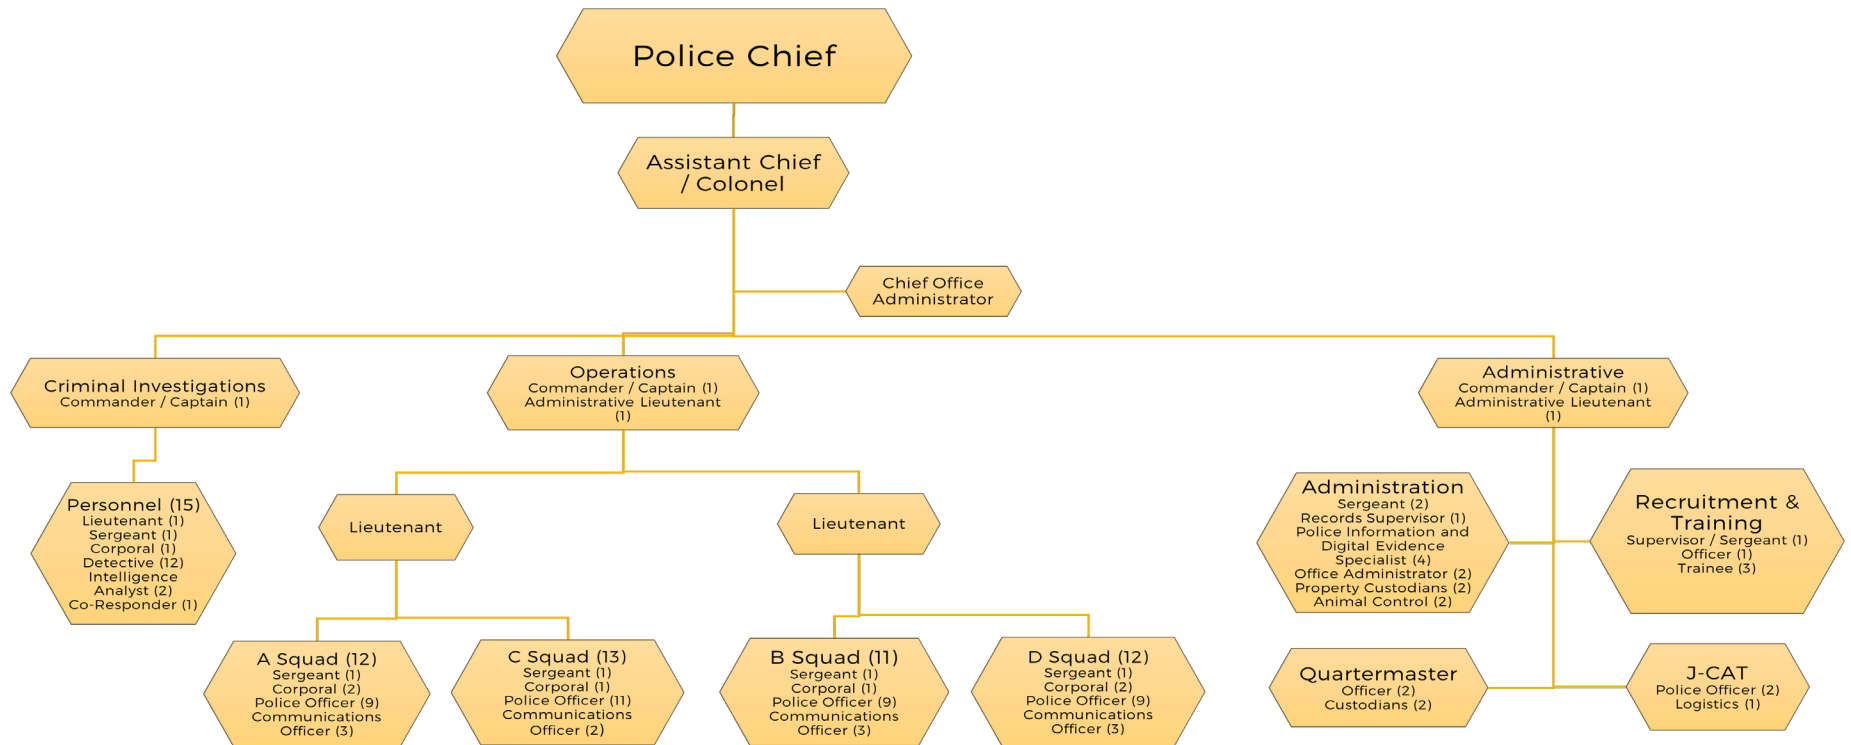 Police Chief
Assistant Chief
/ Colonel
Chief Office
Administrator
Criminal Investigations
Commander / Captain (1)
Operations
Commander / Captain (1)
Administrative Lieutenant
(1)
Administrative
Commander / Captain (1)
Administrative Lieutenant
(1)
Personnel (15)
Lieutenant (1)
Sergeant (1)
Corporal (1)
Detective (12)
Intelligence
Analyst (2)
Co-Responder (1)
Lieutenant
Lieutenant
Administration
Sergeant (2)
Records Supervisor (1)
Police Information and
Digital Evidence
Specialist (4)
Office Administrator (2)
Property Custodians (2)
Animal Control (2)
Recruitment &
Training
Supervisor / Sergeant (1)
Officer (1)
Trainee (3)
A Squad (12)
Sergeant (1)
Corporal (2)
Police Officer (9)
Communications
Officer (3)
C Squad (13)
Sergeant (1)
Corporal (1)
Police Officer (11)
Communications
Officer (2)
B Squad (11)
Sergeant (1)
Corporal (1)
Police Officer (9)
Communications
Officer (3)
D Squad (12)
Sergeant (1)
Corporal (2)
Police Officer (9)
Communications
Officer (3)
Quartermaster
Officer (2)
Custodians (2)
J-CAT
Police Officer (2)
Logistics (1)